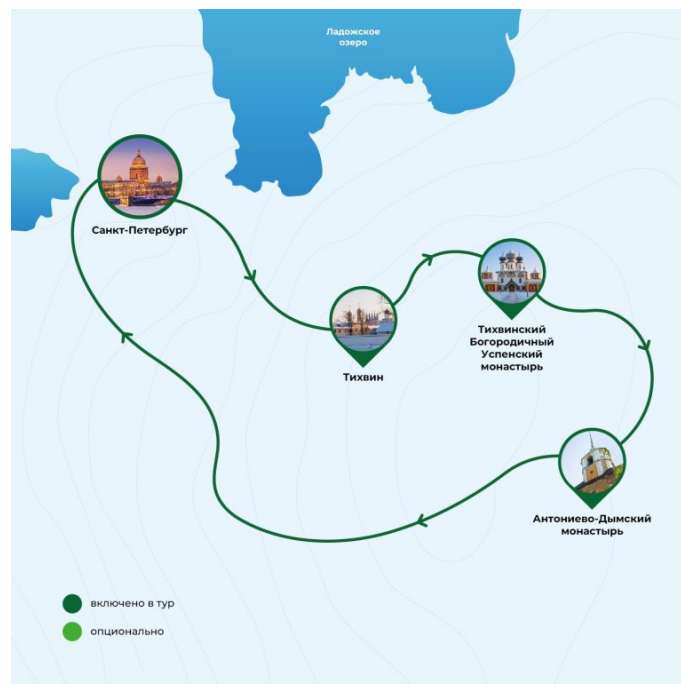 Ладожское
озеро
Санкт-Петербург
Тихвинский
Богородичный
Успенский
монастырь
Тихвин
Антониево-Дымский
монастырь
включено в тур
опционально